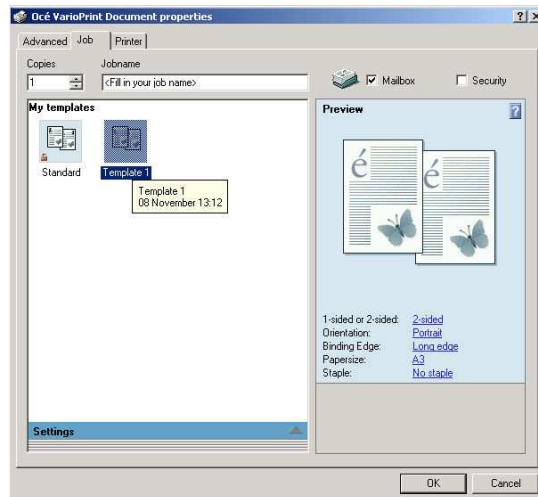 Océ VarioPrint Document properties
Advanced Job Printer
Copies Jobname
1 <Fill in your job name> Mailbox Security
My templates
Standard Template 1
Template 1
08 November 13:12
Settings
Preview
é é
1-sided or 2-sided: 2-sided
Orientation: Portrait
Binding Edge: Long edge
Papersize: A3
Staple: No staple
OK Cancel